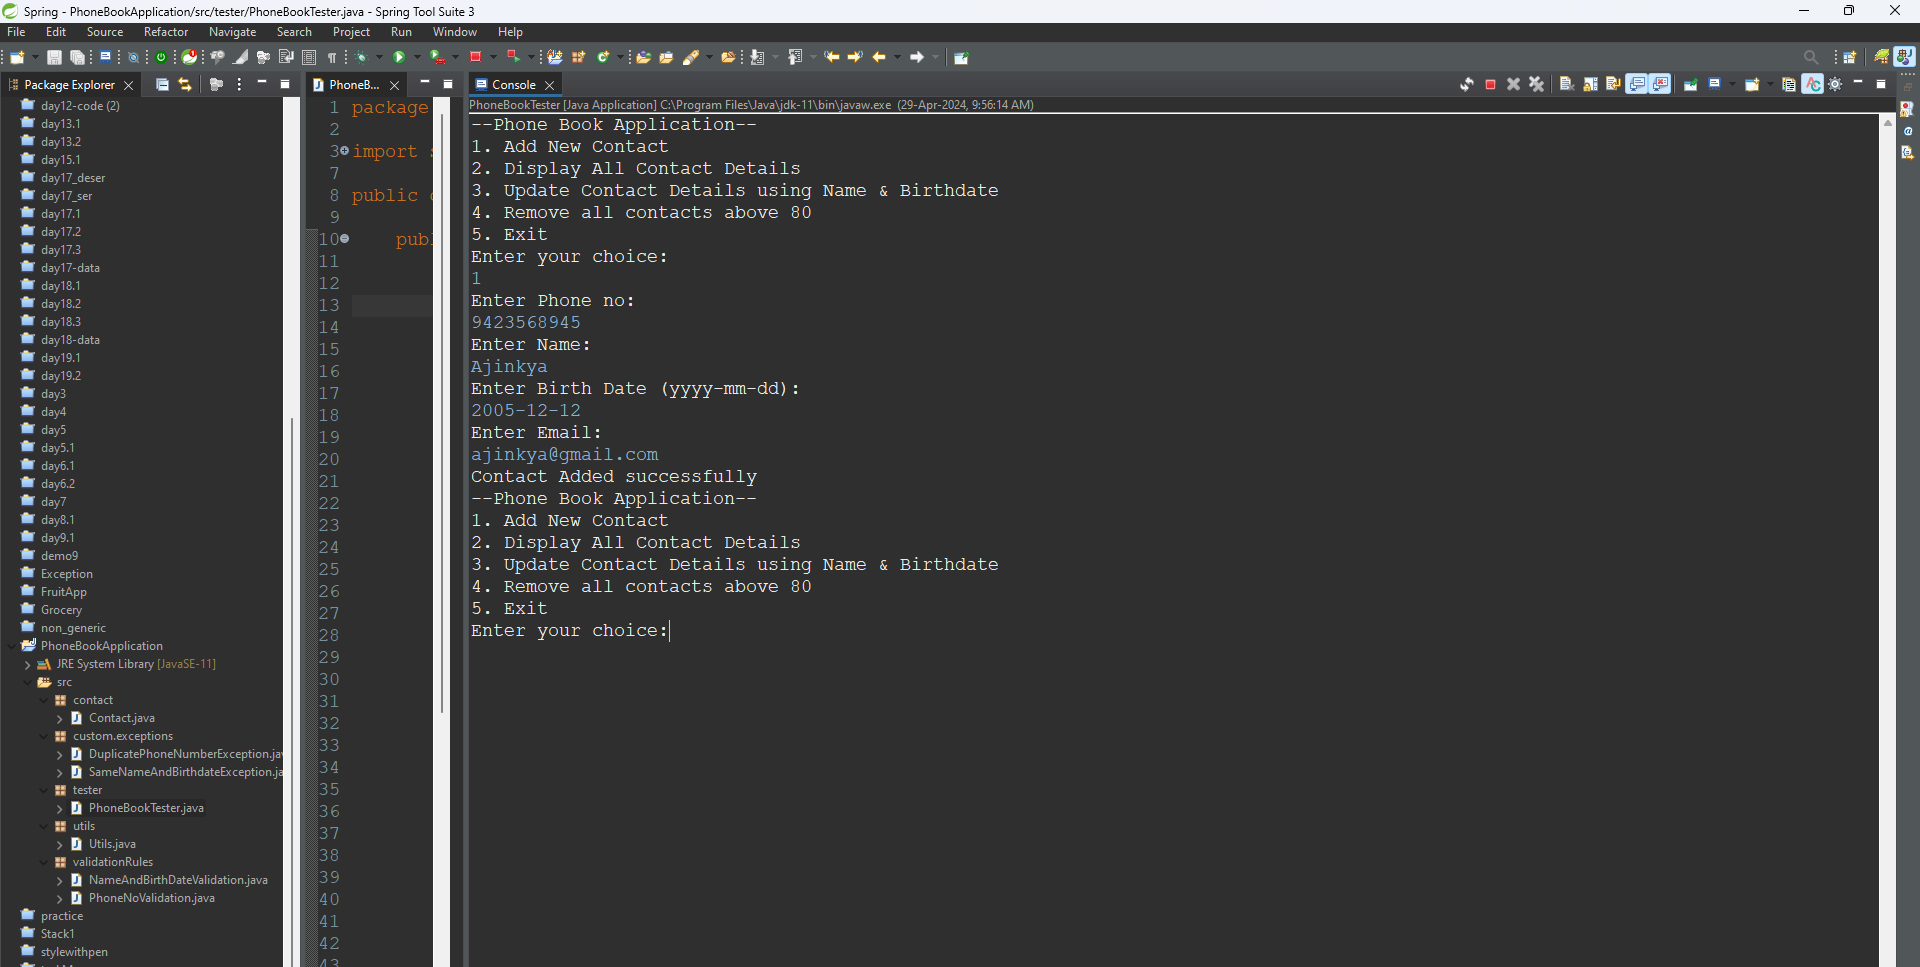 Spring - PhoneBookApplication/src/tester/PhoneBookTester.java - Spring Tool Suite 3
File Edit Source Refactor Navigate Search Project Run Window Help
Package Explorer
day12-code (2)
day13.1
day13.2
day15.1
day17_deser
day17_ser
day17.1
day17.2
day17.3
day17-data
day18.1
day18.2
day18.3
day18-data
day19.1
day19.2
day3
day4
day5
day5.1
day6.1
day6.2
day7
day8.1
day9.1
demo9
Exception
FruitApp
Grocery
non_generic
PhoneBookApplication
JRE System Library [JavaSE-11]
src
contact
Contact.java
custom.exceptions
DuplicatePhoneNumberException.jav
SameNameAndBirthdateException.ja
tester
PhoneBookTester.java
utils
Utils.java
validationRules
NameAndBirthDateValidation.java
PhoneNoValidation.java
practice
Stack1
stylewithpen
PhoneB...
1 package
2
3 import
7
8 public
9
10 publ
11
12
13
14
15
16
17
18
19
20
21
22
23
24
25
26
27
28
29
30
31
32
33
34
35
36
37
38
39
40
41
42
43
Console
PhoneBookTester [Java Application] C:\Program Files\Java\jdk-11\bin\javaw.exe (29-Apr-2024, 9:56:14 AM)
--Phone Book Application--
1. Add New Contact
2. Display All Contact Details
3. Update Contact Details using Name & Birthdate
4. Remove all contacts above 80
5. Exit
Enter your choice:
1
Enter Phone no:
9423568945
Enter Name:
Ajinkya
Enter Birth Date (yyyy-mm-dd):
2005-12-12
Enter Email:
ajinkya@gmail.com
Contact Added successfully
--Phone Book Application--
1. Add New Contact
2. Display All Contact Details
3. Update Contact Details using Name & Birthdate
4. Remove all contacts above 80
5. Exit
Enter your choice: